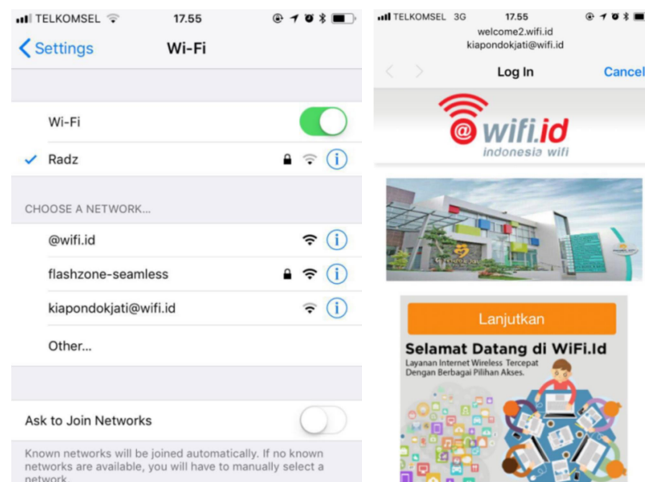 TELKOMSEL 17.55
Settings Wi-Fi
Wi-Fi
Radz
CHOOSE A NETWORK...
@wifi.id
flashzone-seamless
kiapondokjati@wifi.id
Other...
Ask to Join Networks
Known networks will be joined automatically. If no known
networks are available, you will have to manually select a
network.
TELKOMSEL 3G 17.55
welcome2.wifi.id
kiapondokjati@wifi.id
Log In Cancel
@ wifi.id
indonesia wifi
Lanjutkan
Selamat Datang di WiFi.Id
Layanan Internet Wireless Tercepat
Dengan Berbagai Pilihan Akses.